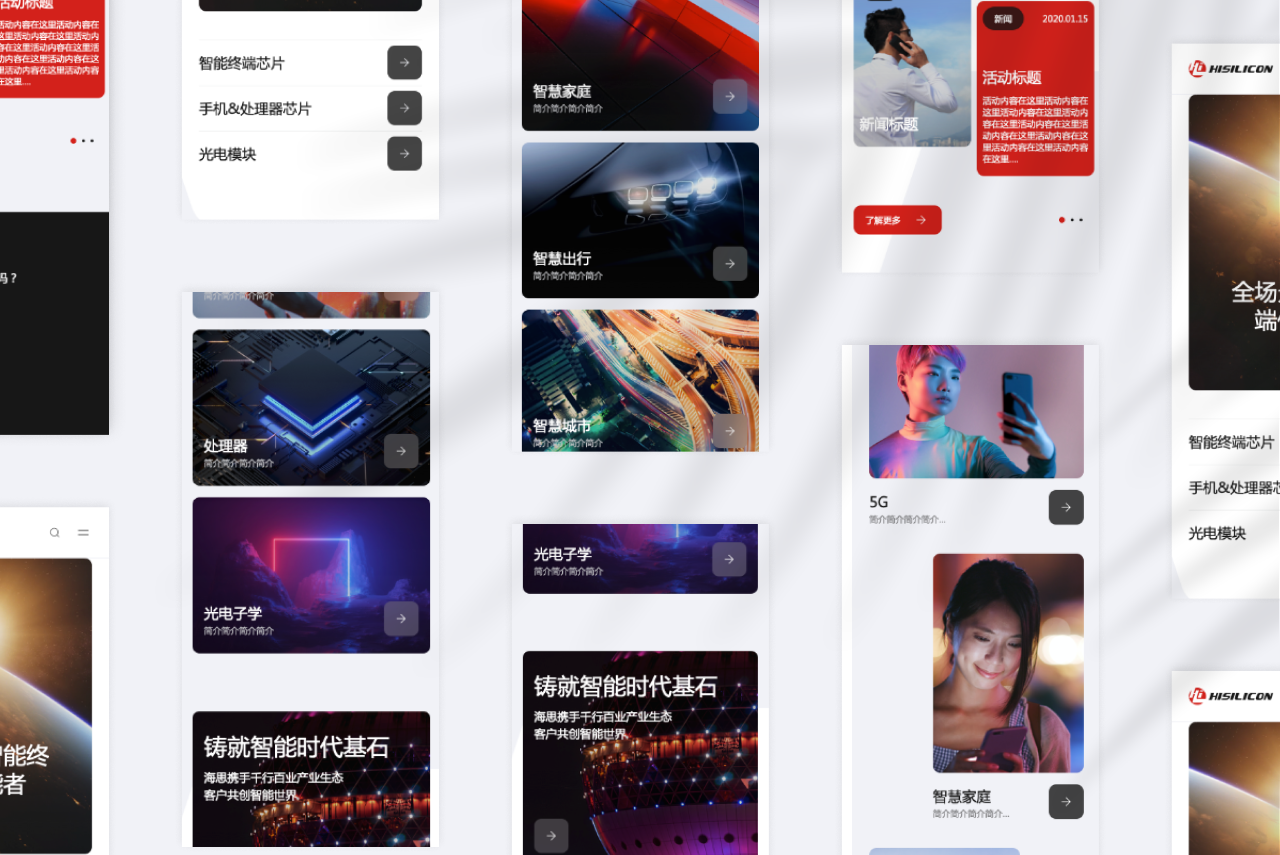 活动标题
活动内容在这里活动内容在
这里活动内容在这里活动内
容在这里活动内容在这里活
动内容在这里活动内容在这
里活动内容在这里活动内容
在这里....
吗？
智能终
能者
智能终端芯片
手机&处理器芯片
光电模块
简介简介简介简介
处理器
简介简介简介简介
光电子学
简介简介简介简介
铸就智能时代基石
海思携手千行百业产业生态
客户共创智能世界
智慧家庭
简介简介简介简介
智慧出行
简介简介简介简介
智慧城市
简介简介简介简介
光电子学
简介简介简介简介
铸就智能时代基石
海思携手千行百业产业生态
客户共创智能世界
新闻标题
新闻 2020.01.15
活动标题
活动内容在这里活动内容在
这里活动内容在这里活动内
容在这里活动内容在这里活
动内容在这里活动内容在这
里活动内容在这里活动内容
在这里....
了解更多
5G
简介简介简介简介...
智慧家庭
简介简介简介简介...
HISILICON
全场
端
智能终端芯片
手机&处理器芯
光电模块
HISILICON